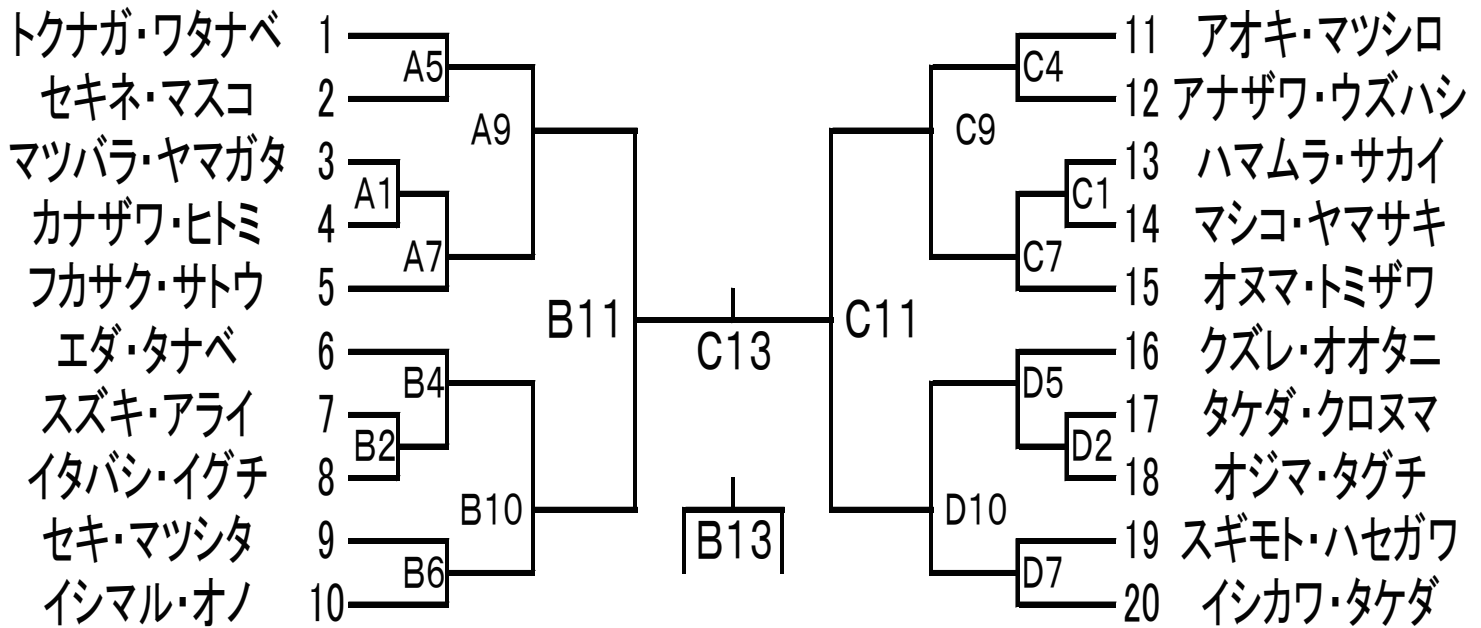 トクナガ・ワタナベ 1
セキネ・マスコ 2
マツバラ・ヤマガタ 3
カナザワ・ヒトミ 4
フカサク・サトウ 5
エダ・タナベ 6
スズキ・アライ 7
イタバシ・イグチ 8
セキ・マツシタ 9
イシマル・オノ 10
A5
A9
A1
A7
B11
B4
B2
B10
B6
C13
B13
C4
C9
C1
C7
C11
D5
D2
D10
D7
11 アオキ・マツシロ
12 アナザワ・ウズハシ
13 ハマムラ・サカイ
14 マシコ・ヤマサキ
15 オヌマ・トミザワ
16 クズレ・オオタニ
17 タケダ・クロヌマ
18 オジマ・タグチ
19 スギモト・ハセガワ
20 イシカワ・タケダ